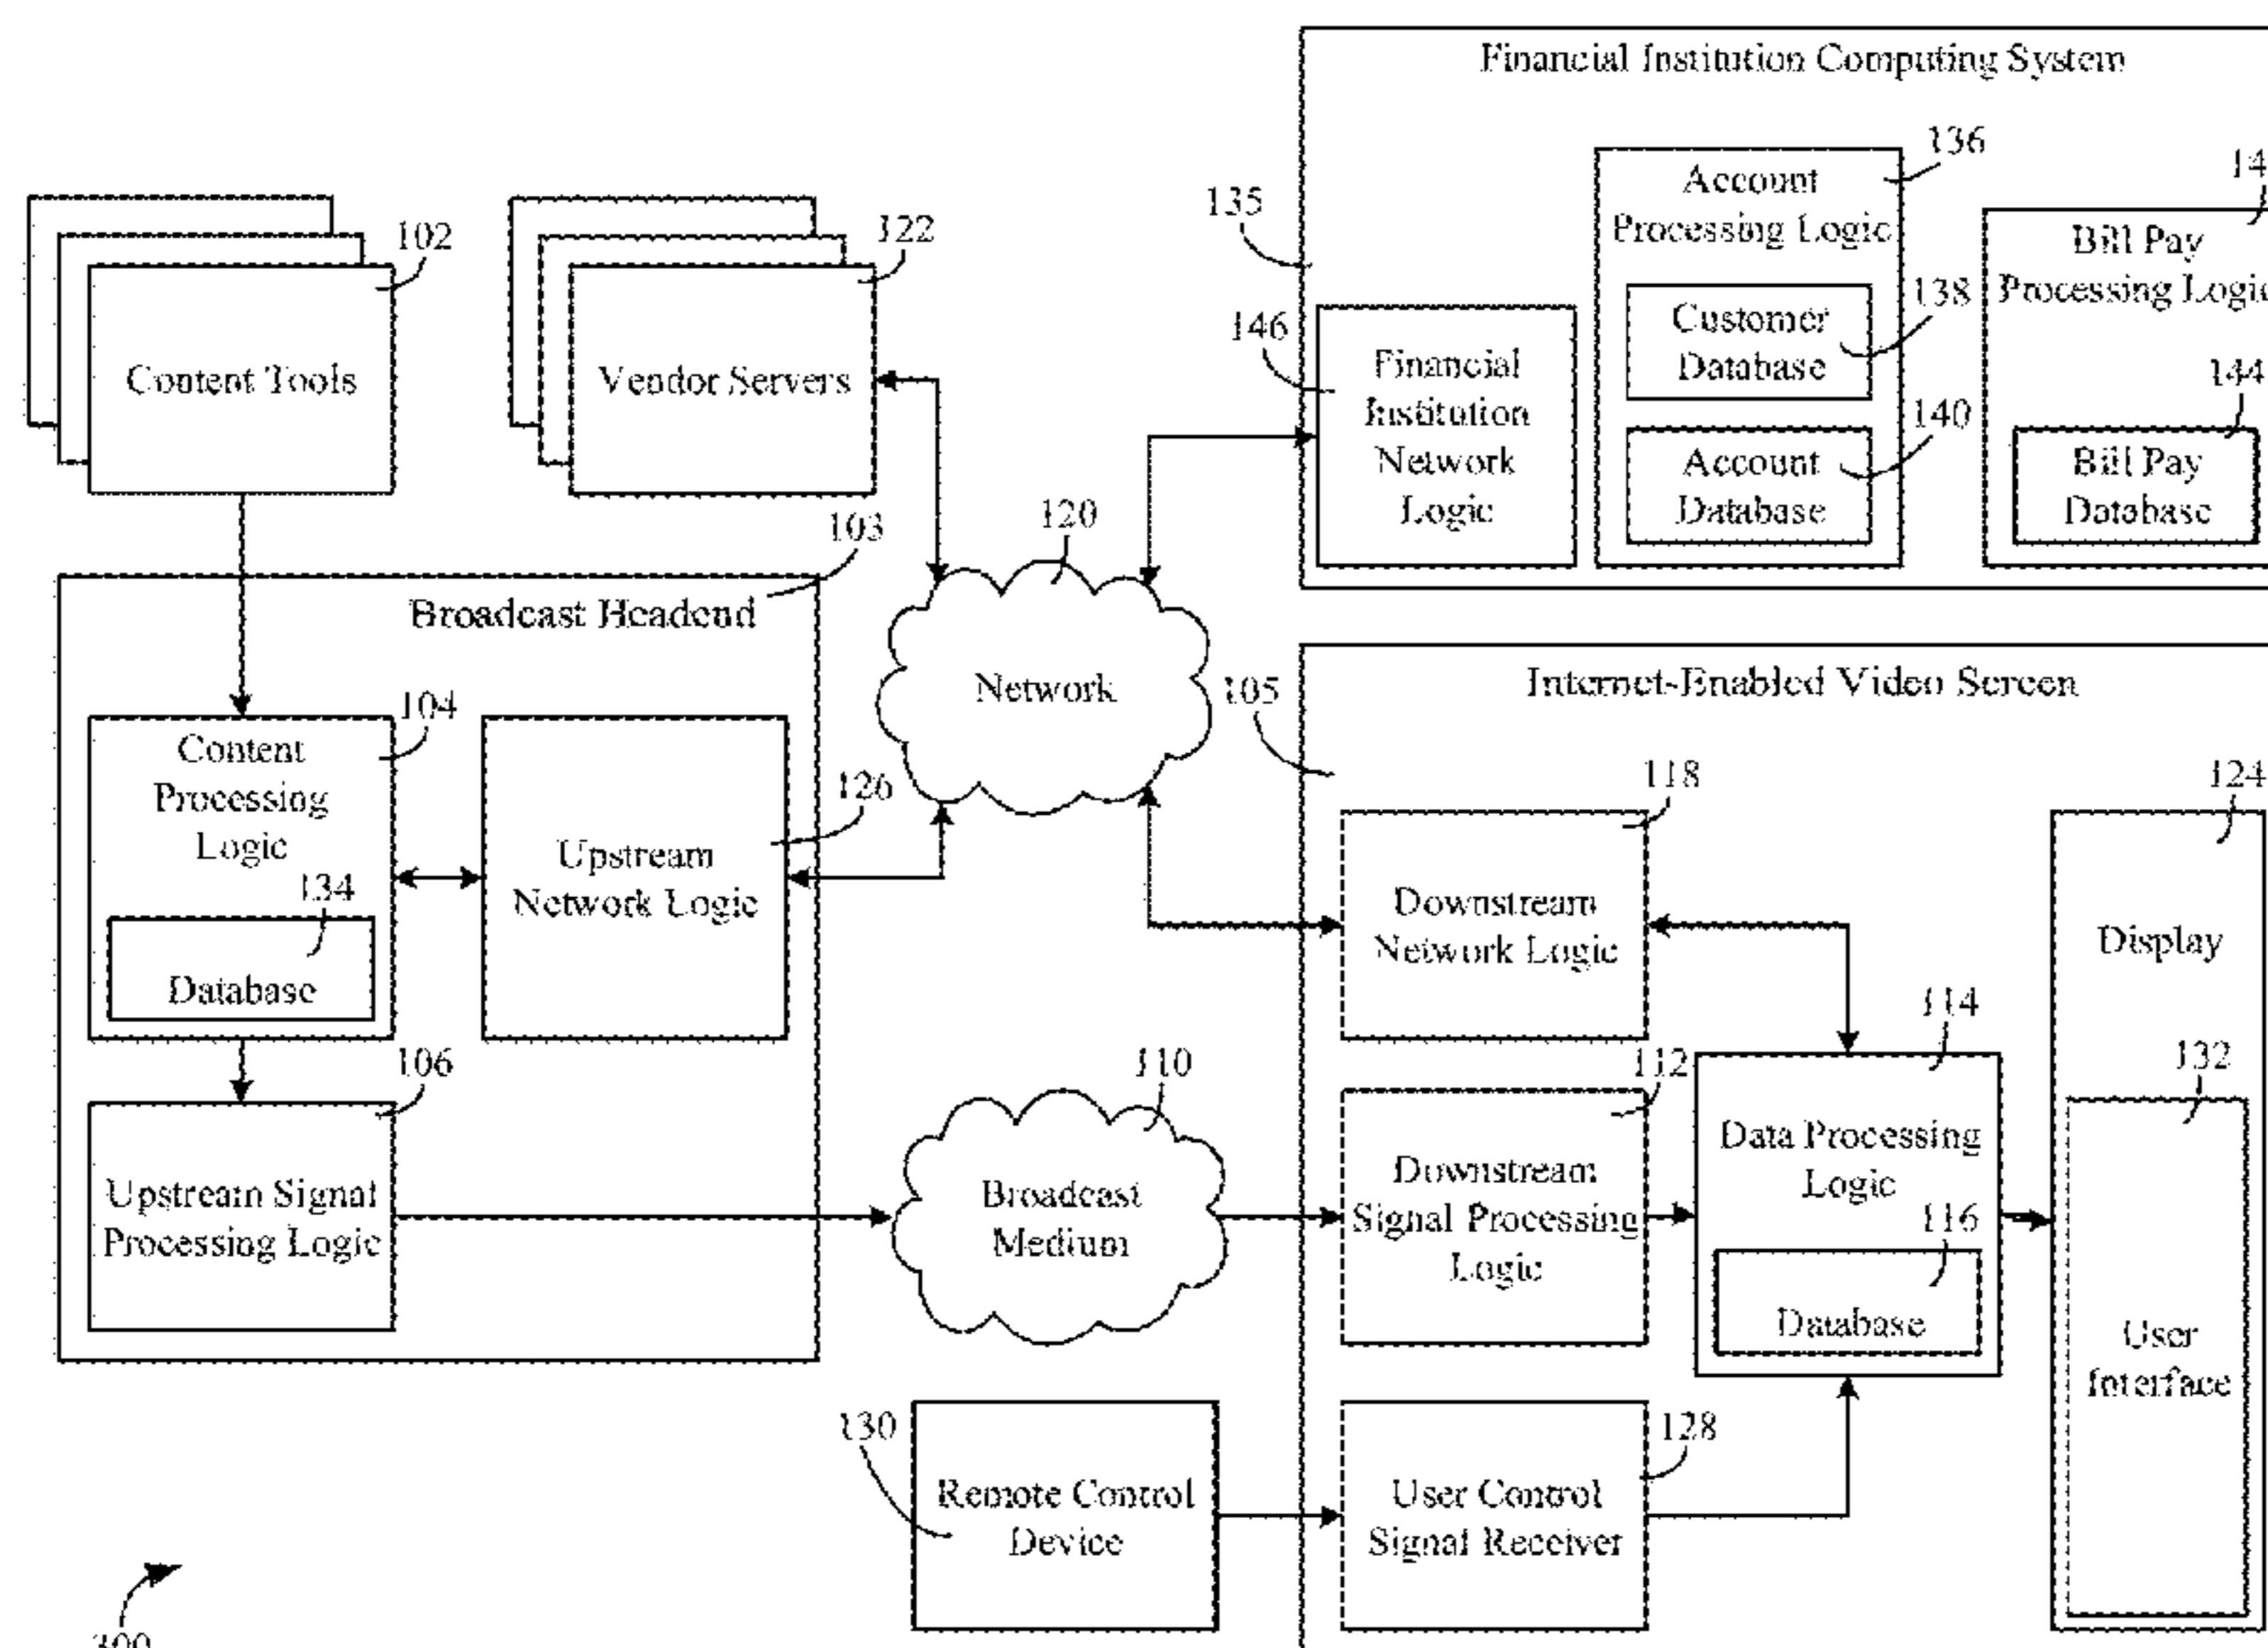 Financial Institution Computing System
136
Account
Processing Logic
135
Bill Pay
Processing Logic
102
122
138
Customer
Database
146
Financial
Institution
Network
Logic
144
Content Tools
Vendor Servers
140
Account
Database
Bill Pay
Database
103
120
Broadcast Headend
Network
105
Internet-Enabled Video Screen
104
Content
Processing
Logic
118
124
126
134
Upstream
Network Logic
Downstream
Network Logic
Display
Database
114
106
110
112
132
Data Processing
Logic
Upstream Signal
Processing Logic
Broadcast
Medium
Downstream
Signal Processing
Logic
116
Database
User
Interface
130
128
Remote Control
Device
User Control
Signal Receiver